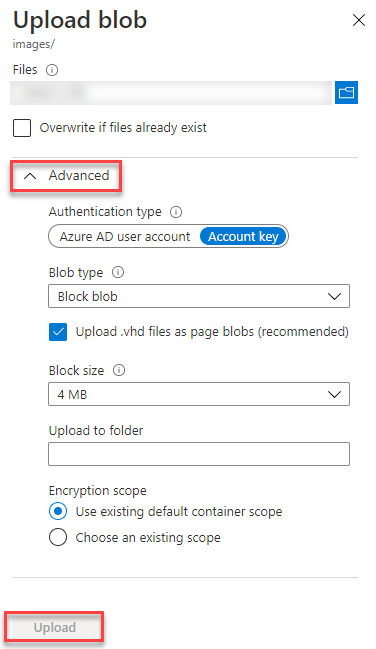 Upload blob
images/
Files
Overwrite if files already exist
Advanced
Authentication type
Azure AD user account Account key
Blob type
Block blob
Upload .vhd files as page blobs (recommended)
Block size
4 MB
Upload to folder
Encryption scope
Use existing default container scope
Choose an existing scope
Upload